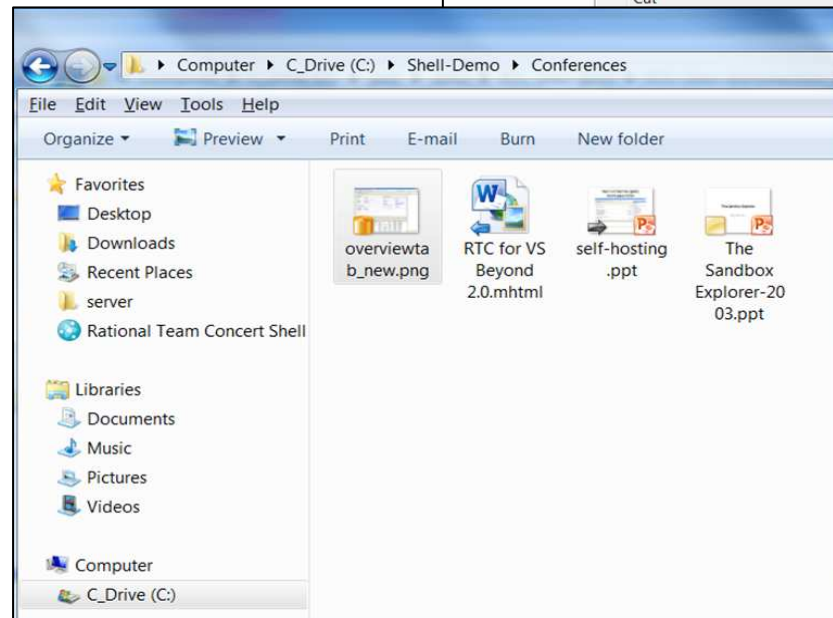 Cut
Computer C_Drive (C:) Shell-Demo Conferences
File Edit View Tools Help
Organize Preview Print E-mail Burn New folder
Favorites
Desktop
Downloads
Recent Places
server
Rational Team Concert Shell
Libraries
Documents
Music
Pictures
Videos
Computer
C_Drive (C:)
overviewta
b_new.png
RTC for VS
Beyond
2.0.mhtml
self-hosting
.ppt
The
Sandbox
Explorer-20
03.ppt